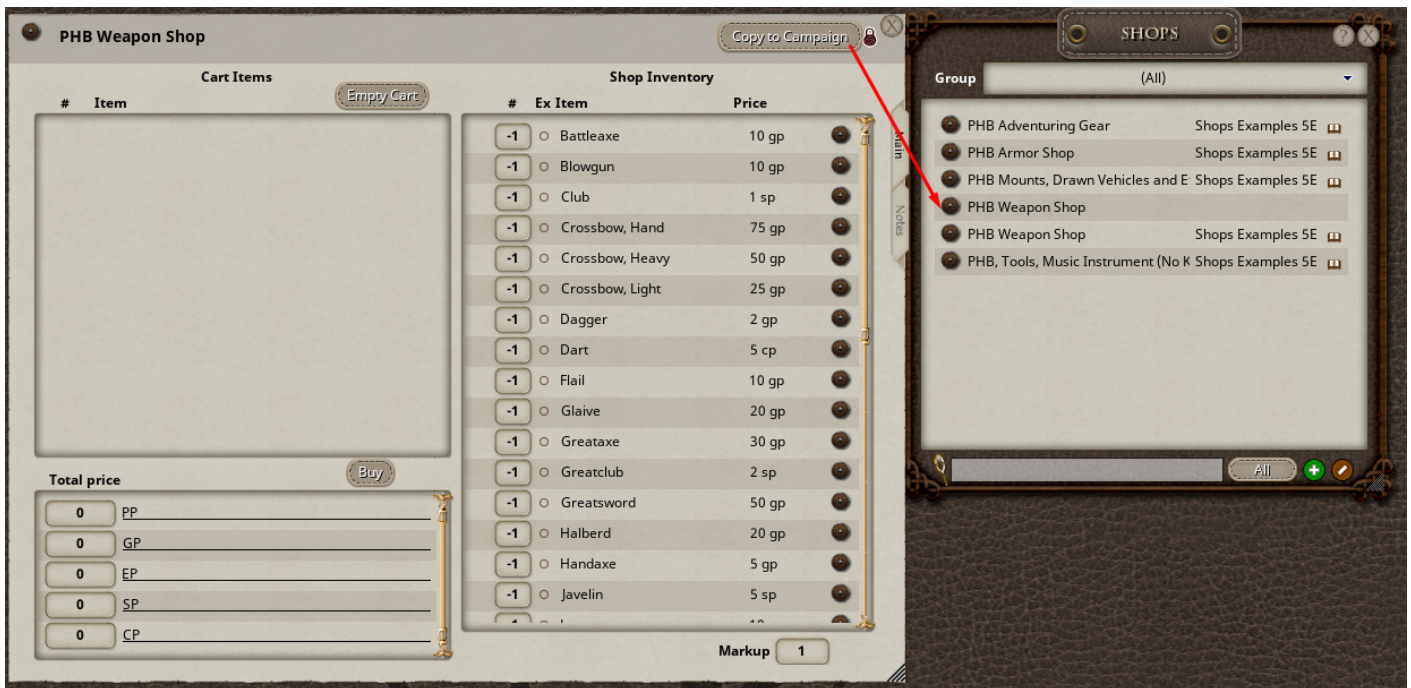 PHB Weapon Shop
Copy to Campaign
X
Cart Items
Empty Cart
# Item
Total price
Buy
0 PP
0 GP
0 EP
0 SP
0 CP
Shop Inventory
# Ex Item Price
-1 Battleaxe 10 gp
-1 Blowgun 10 gp
-1 Club 1 sp
-1 Crossbow, Hand 75 gp
-1 Crossbow, Heavy 50 gp
-1 Crossbow, Light 25 gp
-1 Dagger 2 gp
-1 Dart 5 cp
-1 Flail 10 gp
-1 Glaive 20 gp
-1 Greataxe 30 gp
-1 Greatclub 2 sp
-1 Greatsword 50 gp
-1 Halberd 20 gp
-1 Handaxe 5 gp
-1 Javelin 5 sp
Markup 1
Main
Notes
SHOPS
? X
Group (All)
PHB Adventuring Gear Shops Examples 5E
PHB Armor Shop Shops Examples 5E
PHB Mounts, Drawn Vehicles and E Shops Examples 5E
PHB Weapon Shop
PHB Weapon Shop Shops Examples 5E
PHB, Tools, Music Instrument (No K Shops Examples 5E
All